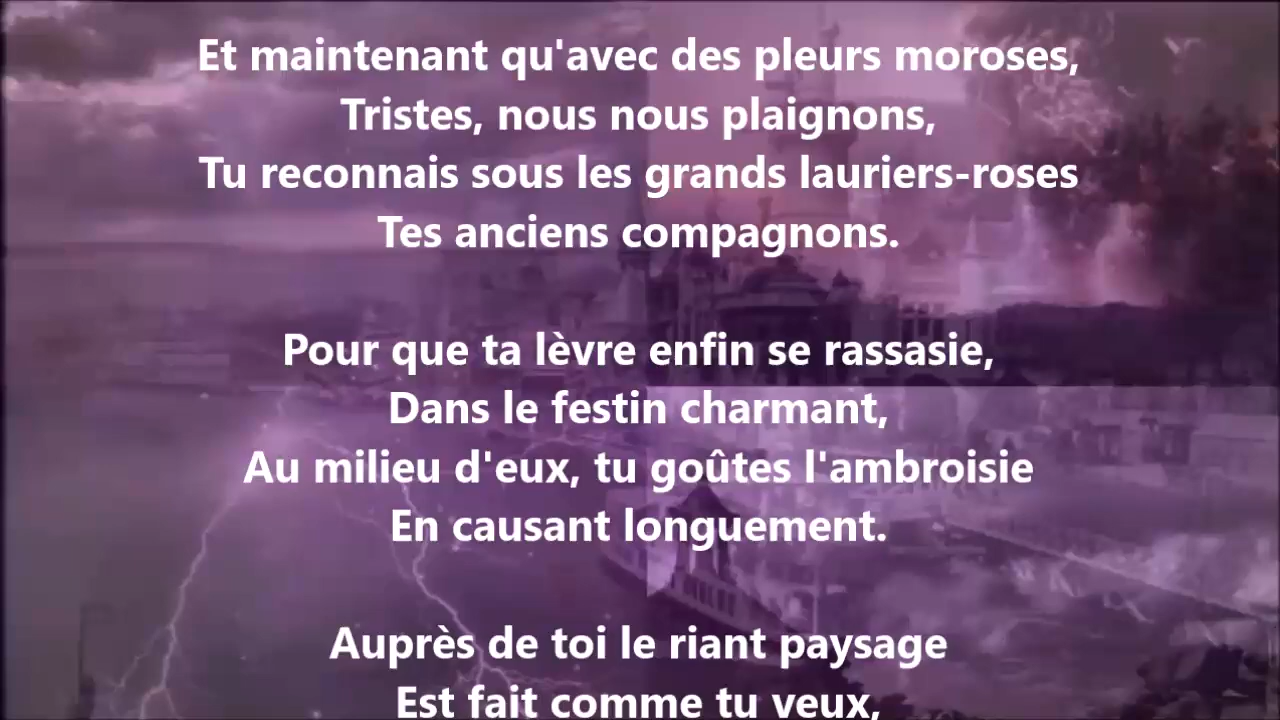 Et maintenant qu'avec des pleurs moroses,
Tristes, nous nous plaignons,
Tu reconnais sous les grands lauriers-roses
Tes anciens compagnons.
Pour que ta lèvre enfin se rassasie,
Dans le festin charmant,
Au milieu d'eux, tu goûtes l'ambroisie
En causant longuement.
Auprès de toi le riant paysage
Est fait comme tu veux,